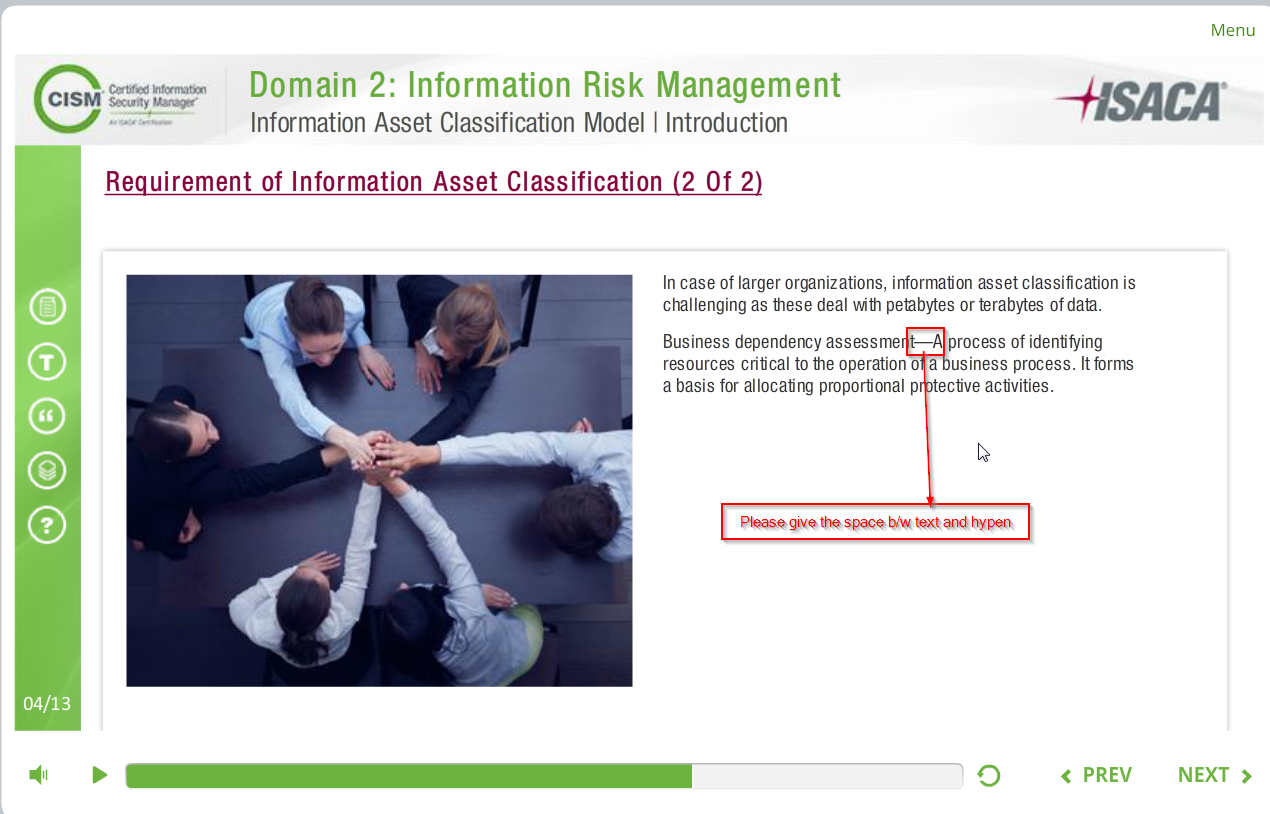 Menu
CISM
Certified Information
Security Manager®
An ISACA® Certification
Domain 2: Information Risk Management
Information Asset Classification Model | Introduction
ISACA®
Requirement of Information Asset Classification (2 Of 2)
In case of larger organizations, information asset classification is
challenging as these deal with petabytes or terabytes of data.
Business dependency assessment—A process of identifying
resources critical to the operation of a business process. It forms
a basis for allocating proportional protective activities.
T
“
?
Please give the space b/w text and hypen
04/13
PREV
NEXT